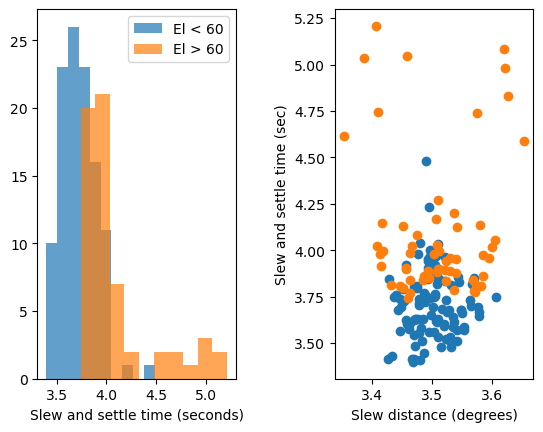 El < 60
El > 60
25
20
15
10
5
0
3.5 4.0 4.5 5.0
Slew and settle time (seconds)
Slew and settle time (sec)
5.25
5.00
4.75
4.50
4.25
4.00
3.75
3.50
3.4 3.5 3.6
Slew distance (degrees)